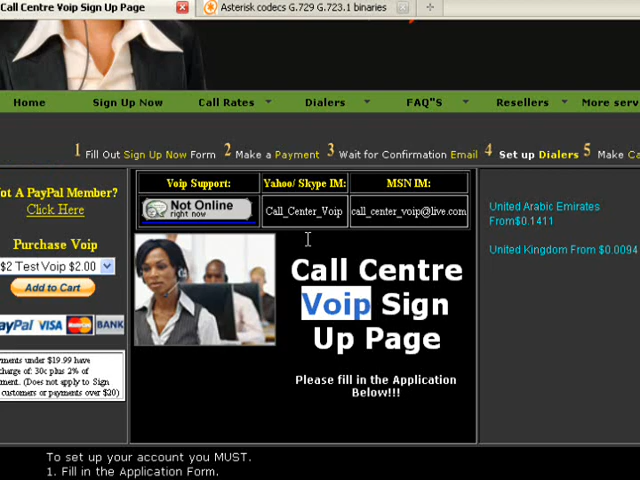 Call Centre Voip Sign Up Page
Asterisk codecs G.729 G.723.1 binaries
Home Sign Up Now Call Rates Dialers FAQ"S Resellers More serv
1 Fill Out Sign Up Now Form 2 Make a Payment 3 Wait for Confirmation Email 4 Set up Dialers 5 Make Ca
ot A PayPal Member?
Click Here
Purchase Voip
$2 TestVoip $2.00
Add to Cart
PayPal VISA BANK
yments under $19.99 have
charge of: 30c plus 2% of
ment. (Does not apply to Sign
customers or payments over $20)
Voip Support: Yahoo/ Skype IM: MSN IM:
Not Online
right now
Call_Center_Voip call_center_voip@live.com
Call Centre
Voip Sign
Up Page
Please fill in the Application
Below!!!
United Arabic Emirates
From$0.1411
United Kingdom From $0.0094
To set up your account you MUST.
1. Fill in the Application Form.